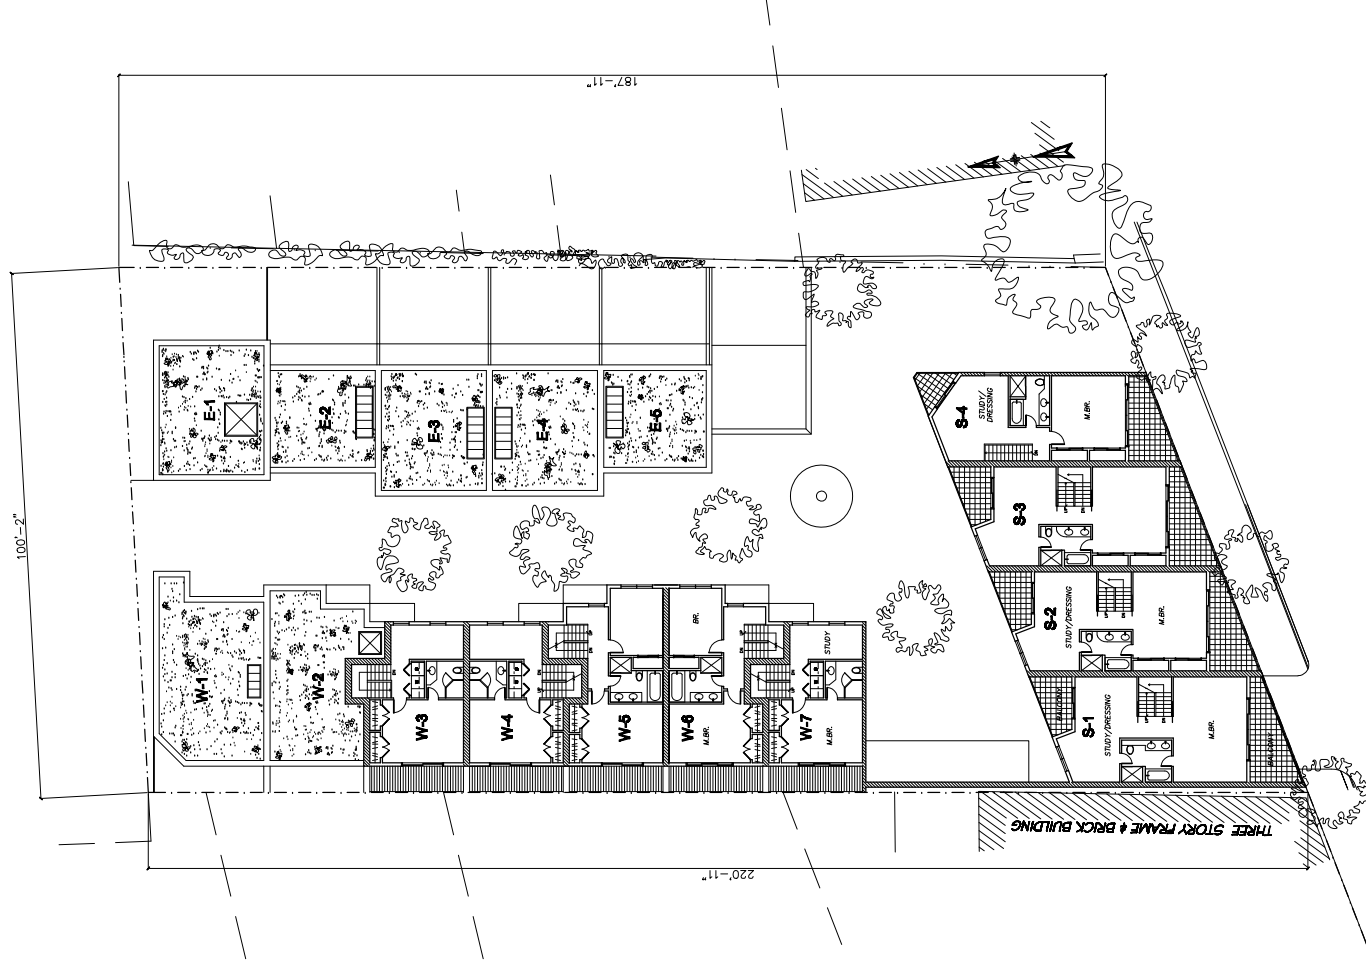 187'-11"
100'-2"
E-1
E-2
E-3
E-4
E-5
S-4
STUDY/
DRESSING
M.BR.
S-3
S-2
STUDY/DRESSING
M.BR.
S-1
STUDY/DRESSING
BALCONY
M.BR.
BALCONY
W-1
W-2
W-3
W-4
W-5
W-6
M.BR.
BR.
W-7
M.BR.
STUDY
THREE STORY FRAME & BRICK BUILDING
220'-11"